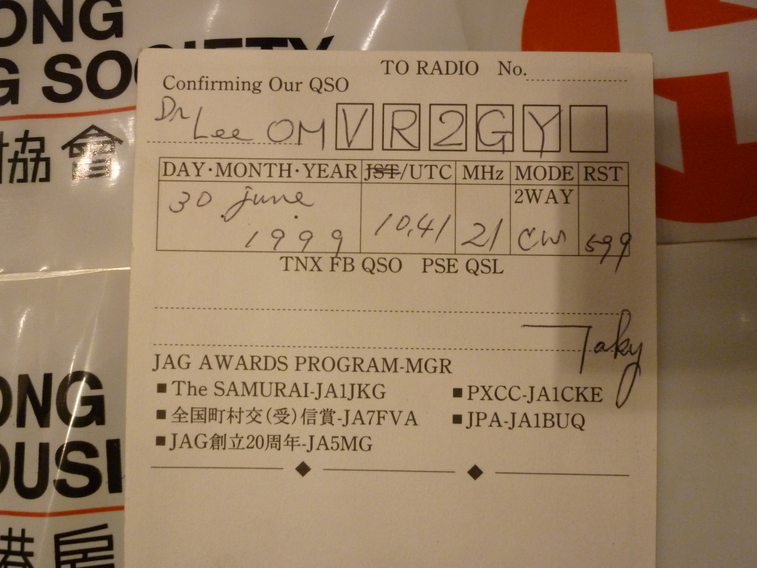 ONG
G SOCIETY
協會
TO RADIO No.
Confirming Our QSO
Dr Lee OM VR2GY
DAY・MONTH・YEAR JST/UTC MHz MODE RST
2WAY
30 June 1999 10.41 21 CW 599
TNX FB QSO PSE QSL
Taky
JAG AWARDS PROGRAM-MGR
■ The SAMURAI-JA1JKG ■ PXCC-JA1CKE
■ 全国町村交(受)信賞-JA7FVA ■ JPA-JA1BUQ
■ JAG創立20周年-JA5MG
ONG
OUSI
港房